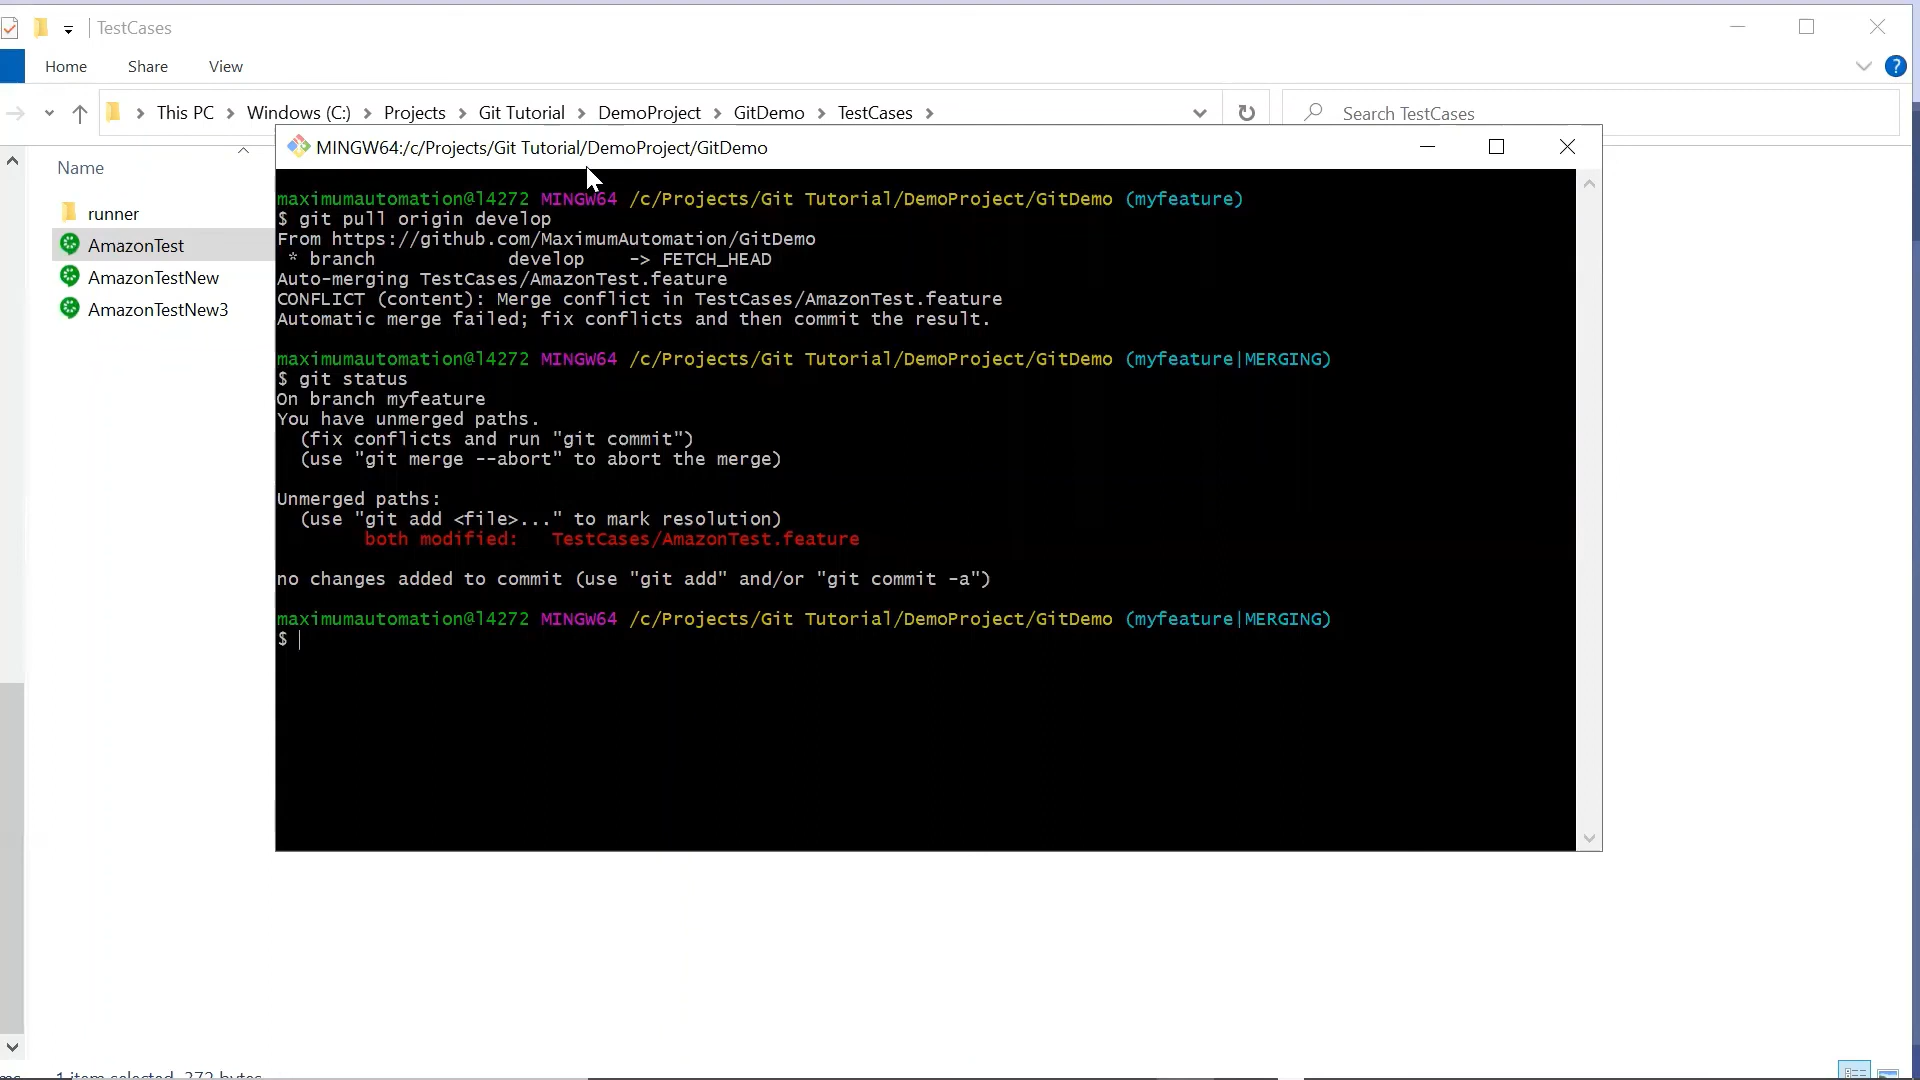 TestCases
Home Share View
This PC > Windows (C:) > Projects > Git Tutorial > DemoProject > GitDemo > TestCases >
Search TestCases
Name
runner
AmazonTest
AmazonTestNew
AmazonTestNew3
MINGW64:/c/Projects/Git Tutorial/DemoProject/GitDemo
maximumautomation@l4272 MINGW64 /c/Projects/Git Tutorial/DemoProject/GitDemo (myfeature)
$ git pull origin develop
From https://github.com/MaximumAutomation/GitDemo
 * branch            develop    -> FETCH_HEAD
Auto-merging TestCases/AmazonTest.feature
CONFLICT (content): Merge conflict in TestCases/AmazonTest.feature
Automatic merge failed; fix conflicts and then commit the result.
maximumautomation@l4272 MINGW64 /c/Projects/Git Tutorial/DemoProject/GitDemo (myfeature|MERGING)
$ git status
On branch myfeature
You have unmerged paths.
  (fix conflicts and run "git commit")
  (use "git merge --abort" to abort the merge)
Unmerged paths:
  (use "git add <file>..." to mark resolution)
        both modified:   TestCases/AmazonTest.feature
no changes added to commit (use "git add" and/or "git commit -a")
maximumautomation@l4272 MINGW64 /c/Projects/Git Tutorial/DemoProject/GitDemo (myfeature|MERGING)
$
1 item selected 372 bytes